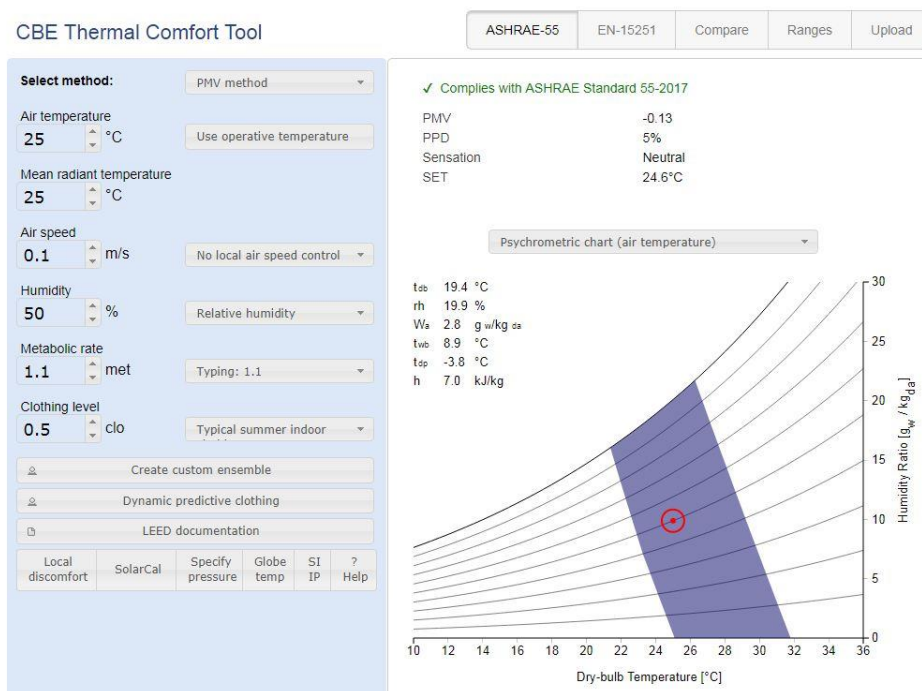 CBE Thermal Comfort Tool
ASHRAE-55 EN-15251 Compare Ranges Upload
Select method: PMV method
Air temperature
25 °C Use operative temperature
Mean radiant temperature
25 °C
Air speed
0.1 m/s No local air speed control
Humidity
50 % Relative humidity
Metabolic rate
1.1 met Typing: 1.1
Clothing level
0.5 clo Typical summer indoor
Create custom ensemble
Dynamic predictive clothing
LEED documentation
Local discomfort SolarCal Specify pressure Globe temp SI IP ? Help
✓ Complies with ASHRAE Standard 55-2017
PMV -0.13
PPD 5%
Sensation Neutral
SET 24.6°C
Psychrometric chart (air temperature)
tdb 19.4 °C
rh 19.9 %
Wa 2.8 g w/kg da
twb 8.9 °C
tdp -3.8 °C
h 7.0 kJ/kg
30
25
20
15
10
5
0
Humidity Ratio [gw / kgda]
10 12 14 16 18 20 22 24 26 28 30 32 34 36
Dry-bulb Temperature [°C]